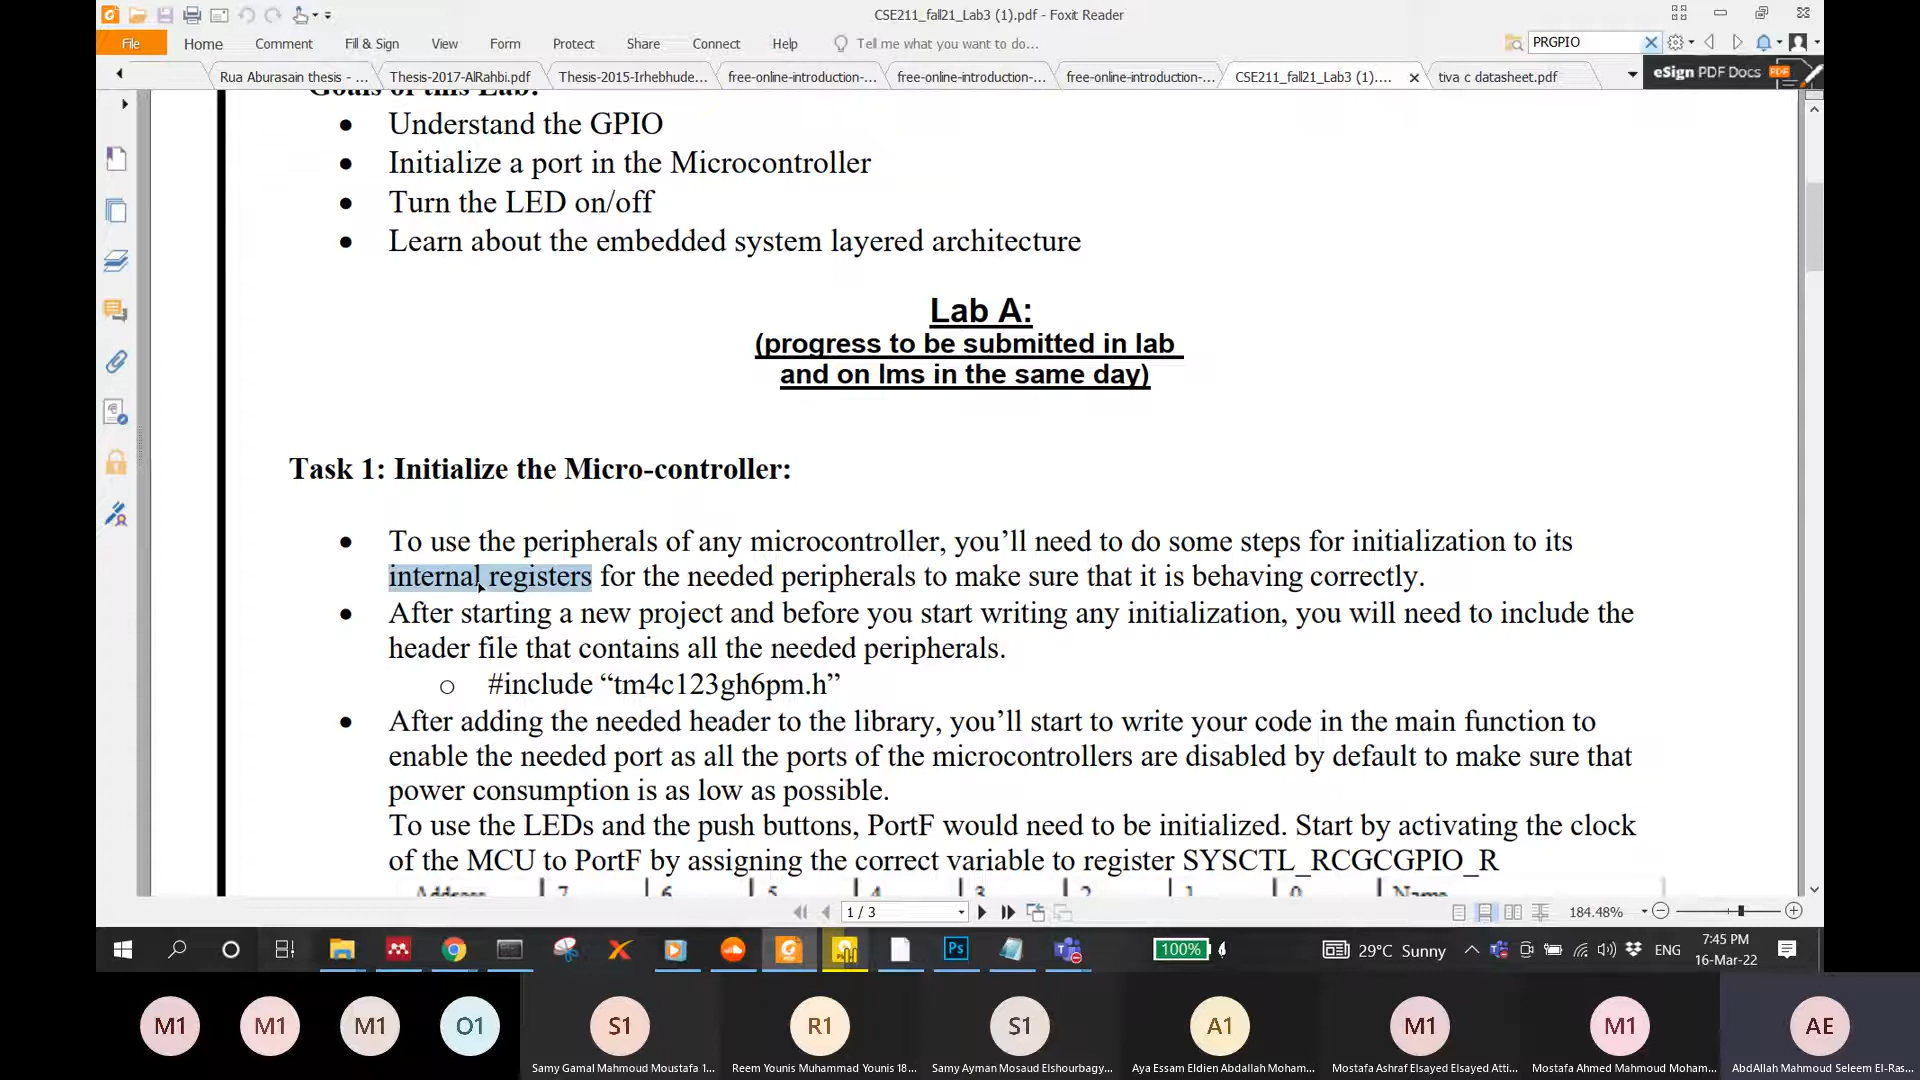 CSE211_fall21_Lab3 (1).pdf - Foxit Reader
File Home Comment Fill & Sign View Form Protect Share Connect Help Tell me what you want to do... PRGPIO
Rua Aburasain thesis - ... Thesis-2017-AlRahbi.pdf Thesis-2015-Irhebhude... free-online-introduction-... free-online-introduction-... free-online-introduction-... CSE211_fall21_Lab3 (1).... tiva c datasheet.pdf eSign PDF Docs
Goals of this Lab:
• Understand the GPIO
• Initialize a port in the Microcontroller
• Turn the LED on/off
• Learn about the embedded system layered architecture
Lab A:
(progress to be submitted in lab
and on lms in the same day)
Task 1: Initialize the Micro-controller:
• To use the peripherals of any microcontroller, you’ll need to do some steps for initialization to its
internal registers for the needed peripherals to make sure that it is behaving correctly.
• After starting a new project and before you start writing any initialization, you will need to include the
header file that contains all the needed peripherals.
o #include “tm4c123gh6pm.h”
• After adding the needed header to the library, you’ll start to write your code in the main function to
enable the needed port as all the ports of the microcontrollers are disabled by default to make sure that
power consumption is as low as possible.
To use the LEDs and the push buttons, PortF would need to be initialized. Start by activating the clock
of the MCU to PortF by assigning the correct variable to register SYSCTL_RCGCGPIO_R
Address 7 6 5 4 3 2 1 0 Name
1 / 3 184.48%
100% 29°C Sunny ENG 7:45 PM
16-Mar-22
M1 M1 M1 O1 S1 R1 S1 A1 M1 M1 AE
Samy Gamal Mahmoud Moustafa 1... Reem Younis Muhammad Younis 18... Samy Ayman Mosaud Elshourbagy... Aya Essam Eldien Abdallah Moham... Mostafa Ashraf Elsayed Elsayed Atti... Mostafa Ahmed Mahmoud Moham... AbdAllah Mahmoud Seleem El-Ras...